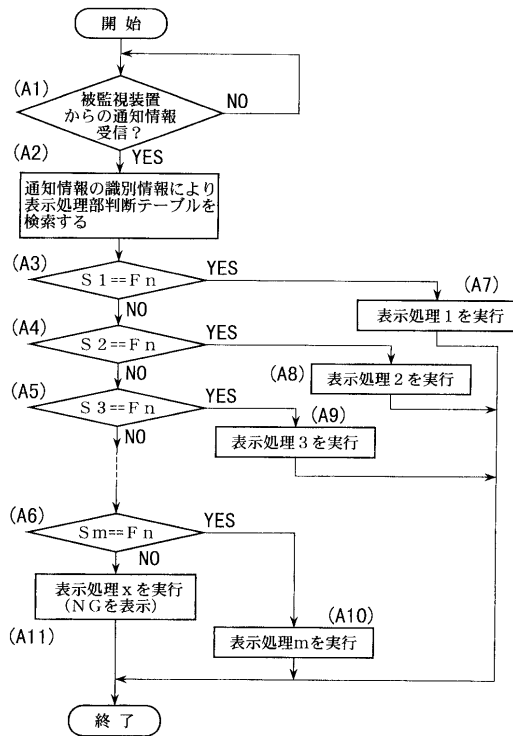 開 始
(A1)
被監視装置
からの通知情報
受信？
NO
YES
(A2)
通知情報の識別情報により
表示処理部判断テーブルを
検索する
(A3)
S1==Fn
YES
NO
(A7)
表示処理1を実行
(A4)
S2==Fn
YES
NO
(A8)
表示処理2を実行
(A5)
S3==Fn
YES
NO
(A9)
表示処理3を実行
(A6)
Sm==Fn
YES
NO
表示処理xを実行
(NGを表示)
(A11)
(A10)
表示処理mを実行
終 了